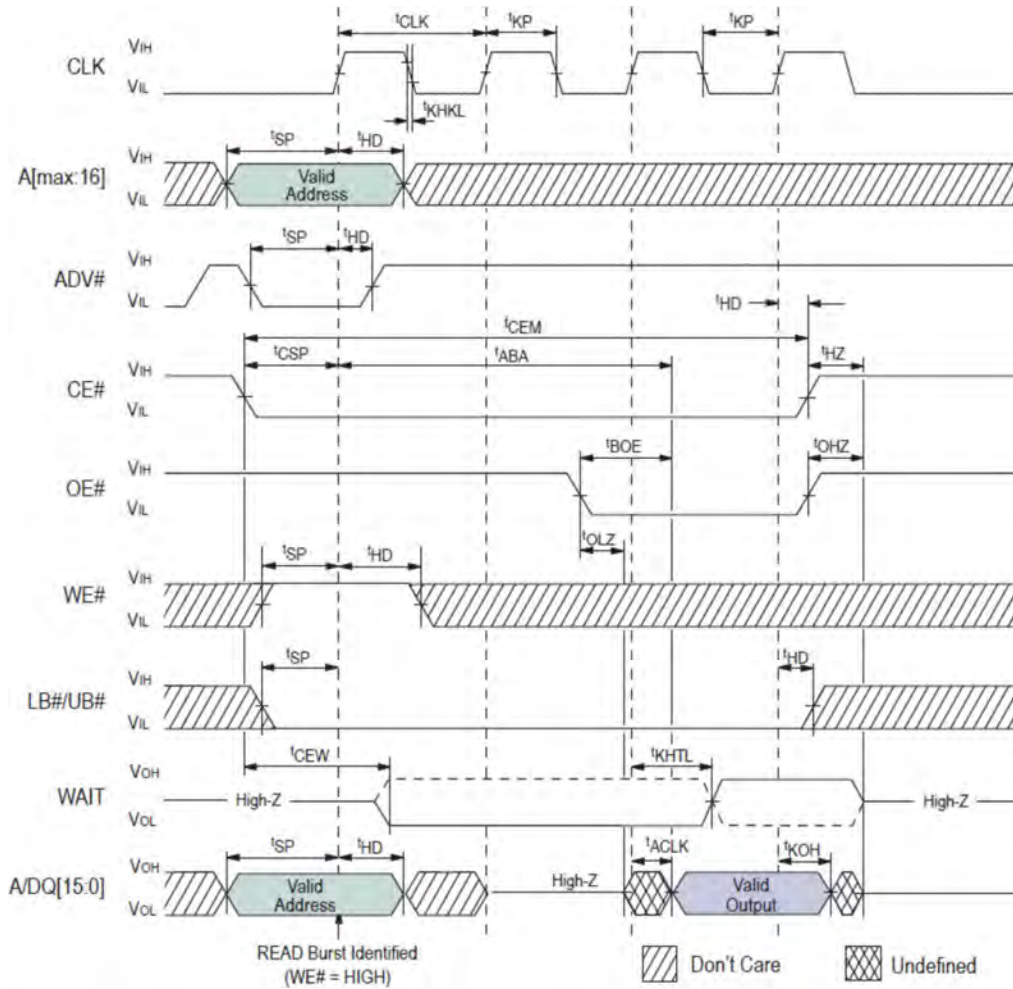 tCLK
tKP
tKP
CLK
VIH
VIL
tKHKL
tSP
tHD
A[max:16]
VIH
VIL
Valid
Address
tSP
tHD
ADV#
VIH
VIL
tHD
tCEM
tCSP
tABA
tHZ
CE#
VIH
VIL
tBOE
tOHZ
OE#
VIH
VIL
tOLZ
tSP
tHD
WE#
VIH
VIL
tSP
tHD
LB#/UB#
VIH
VIL
tCEW
tKHTL
WAIT
VOH
VOL
High-Z
High-Z
tSP
tHD
tACLK
tKOH
A/DQ[15:0]
VOH
VOL
Valid
Address
High-Z
Valid
Output
READ Burst Identified
(WE# = HIGH)
Don't Care
Undefined